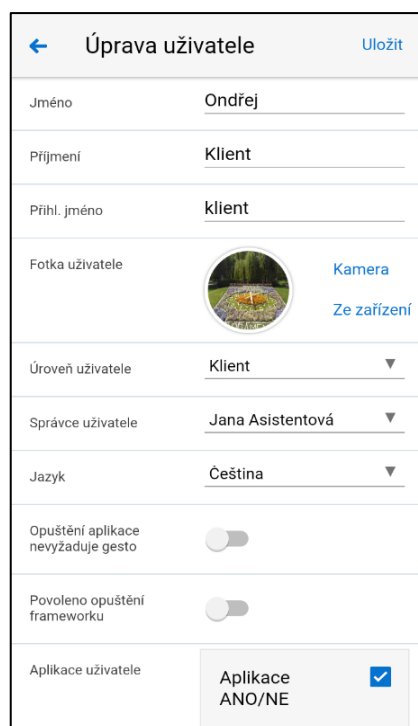 Úprava uživatele
Uložit
Jméno
Ondřej
Příjmení
Klient
Přihl. jméno
klient
Fotka uživatele
Kamera
Ze zařízení
Úroveň uživatele
Klient
Správce uživatele
Jana Asistentová
Jazyk
Čeština
Opuštění aplikace
nevyžaduje gesto
Povoleno opuštění
frameworku
Aplikace uživatele
Aplikace
ANO/NE